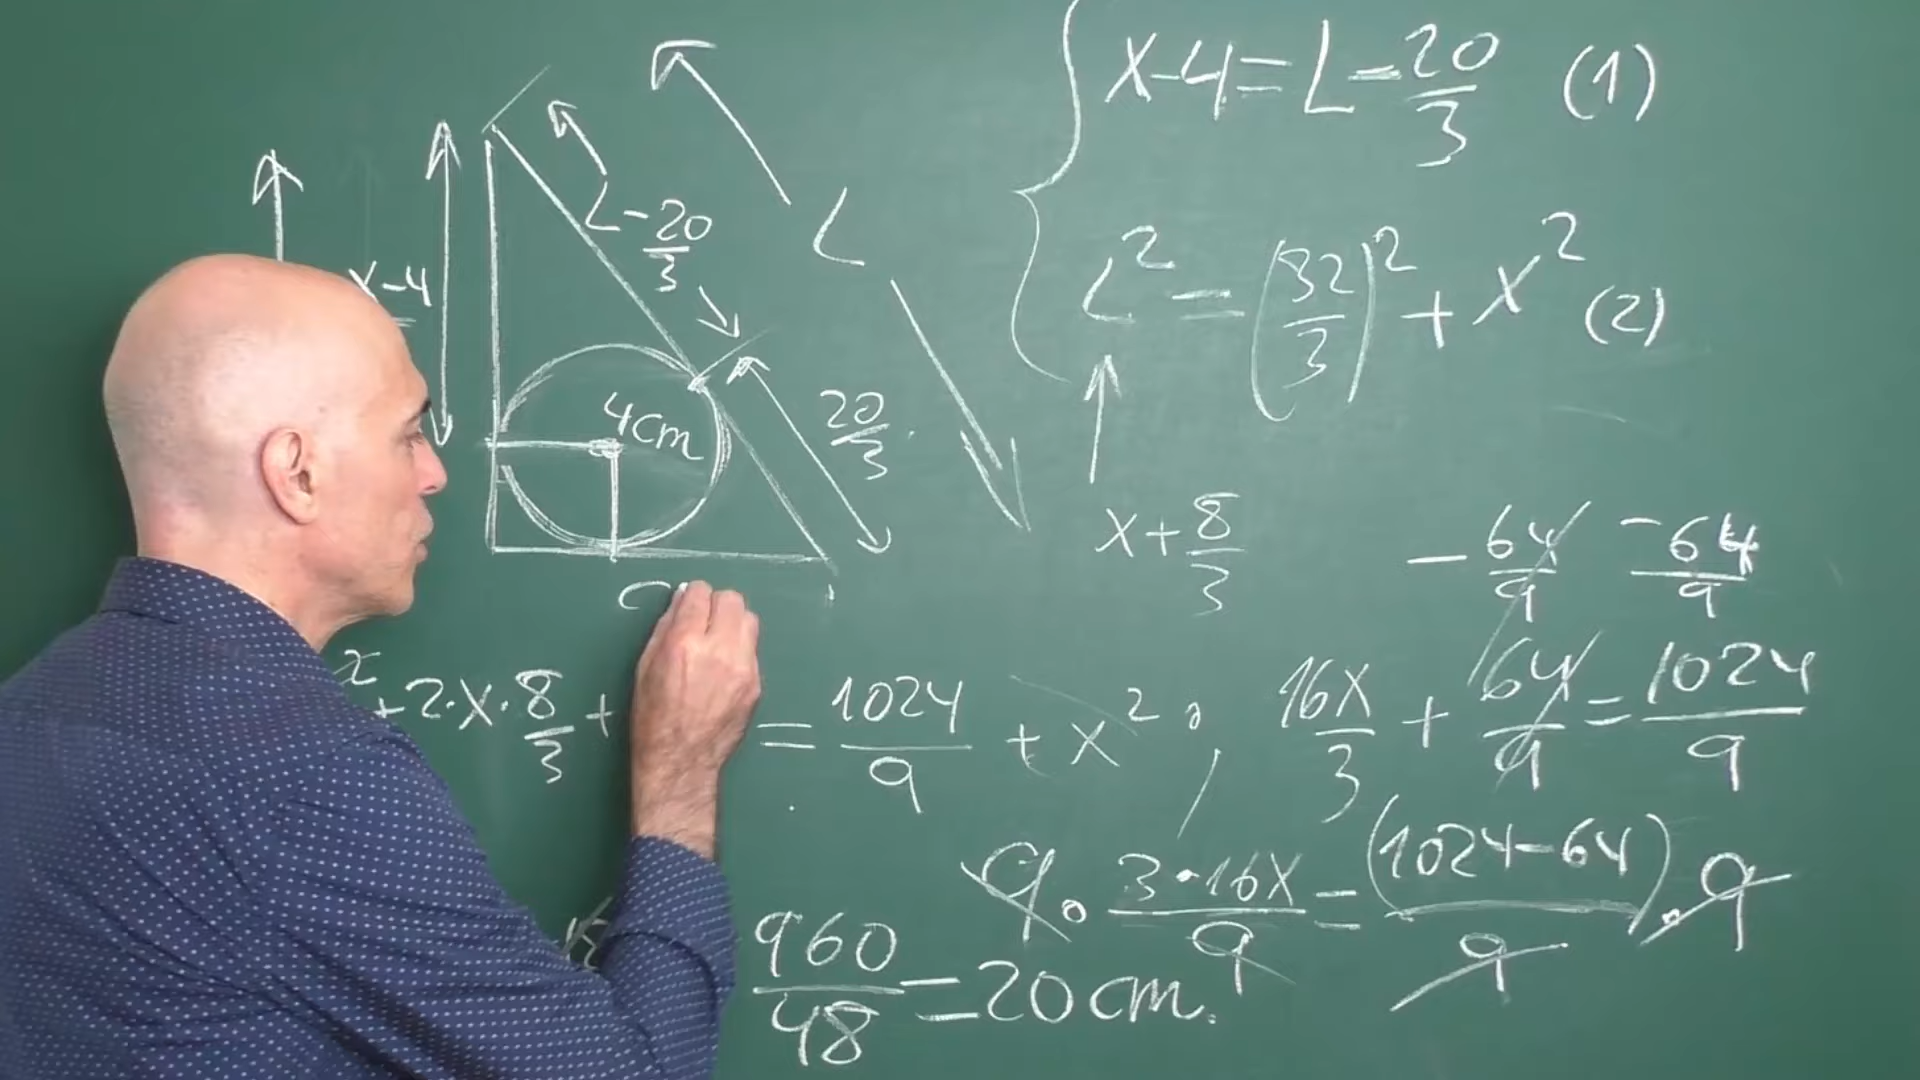 x-4
L-20/3
L
4cm
20/3
x-4=L-20/3 (1)
L²=(32/3)²+x² (2)
x+8/3
-64/9 -64/9
²+2·x·8/3+ =1024/9+x²; 16x/3+64/9=1024/9
9·3·16x/9=(1024-64)/9·9
960/48=20cm.